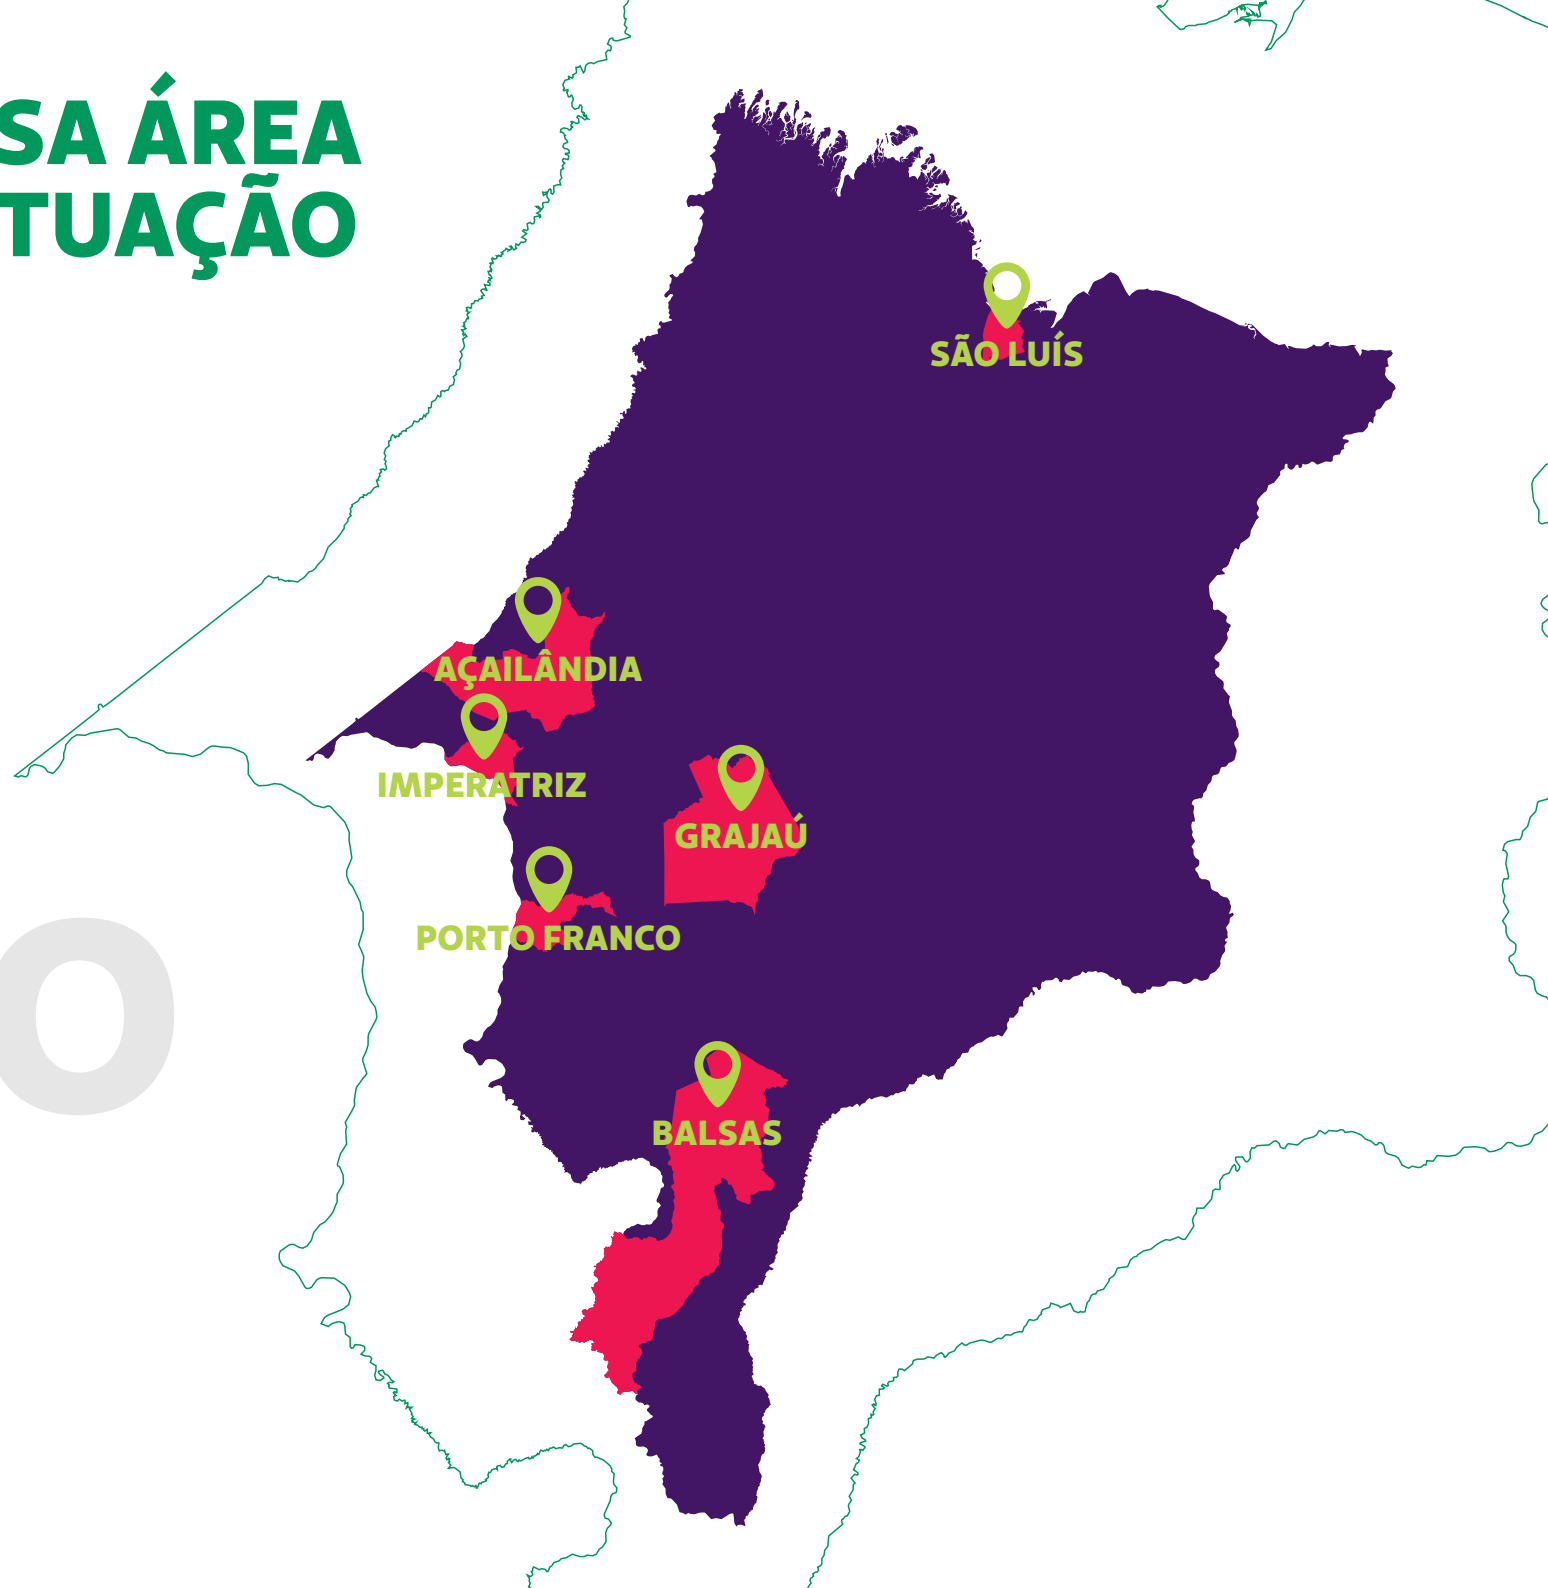 SA ÁREA
TUAÇÃO
SÃO LUÍS
AÇAILÂNDIA
IMPERATRIZ
GRAJAÚ
PORTO FRANCO
O
BALSAS